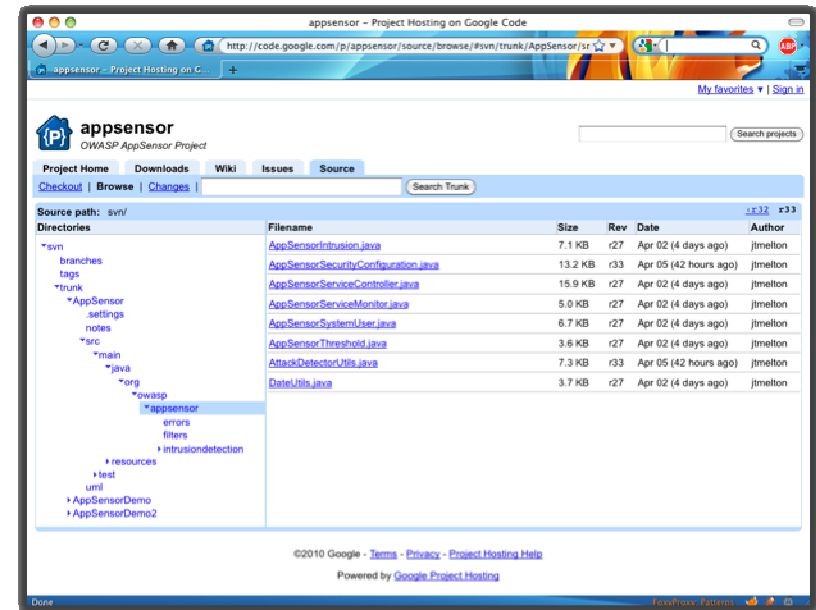 appsensor – Project Hosting on Google Code
http://code.google.com/p/appsensor/source/browse/#svn/trunk/AppSensor/sr
ABP
appsensor - Project Hosting on G...
My favorites ▼ | Sign in
appsensor
OWASP AppSensor Project
Search projects
Project Home Downloads Wiki Issues Source
Checkout | Browse | Changes | Search Trunk
Source path: svn/ ‹r32 r33
Directories Filename Size Rev Date Author
svn
branches
tags
trunk
AppSensor
.settings
notes
src
main
java
org
owasp
appsensor
errors
filters
intrusiondetection
resources
test
uml
AppSensorDemo
AppSensorDemo2
AppSensorIntrusion.java 7.1 KB r27 Apr 02 (4 days ago) jtmelton
AppSensorSecurityConfiguration.java 13.2 KB r33 Apr 05 (42 hours ago) jtmelton
AppSensorServiceController.java 15.9 KB r27 Apr 02 (4 days ago) jtmelton
AppSensorServiceMonitor.java 5.0 KB r27 Apr 02 (4 days ago) jtmelton
AppSensorSystemUser.java 6.7 KB r27 Apr 02 (4 days ago) jtmelton
AppSensorThreshold.java 3.6 KB r27 Apr 02 (4 days ago) jtmelton
AttackDetectorUtils.java 7.3 KB r33 Apr 05 (42 hours ago) jtmelton
DateUtils.java 3.7 KB r27 Apr 02 (4 days ago) jtmelton
©2010 Google - Terms - Privacy - Project Hosting Help
Powered by Google Project Hosting
Done FoxyProxy: Patterns